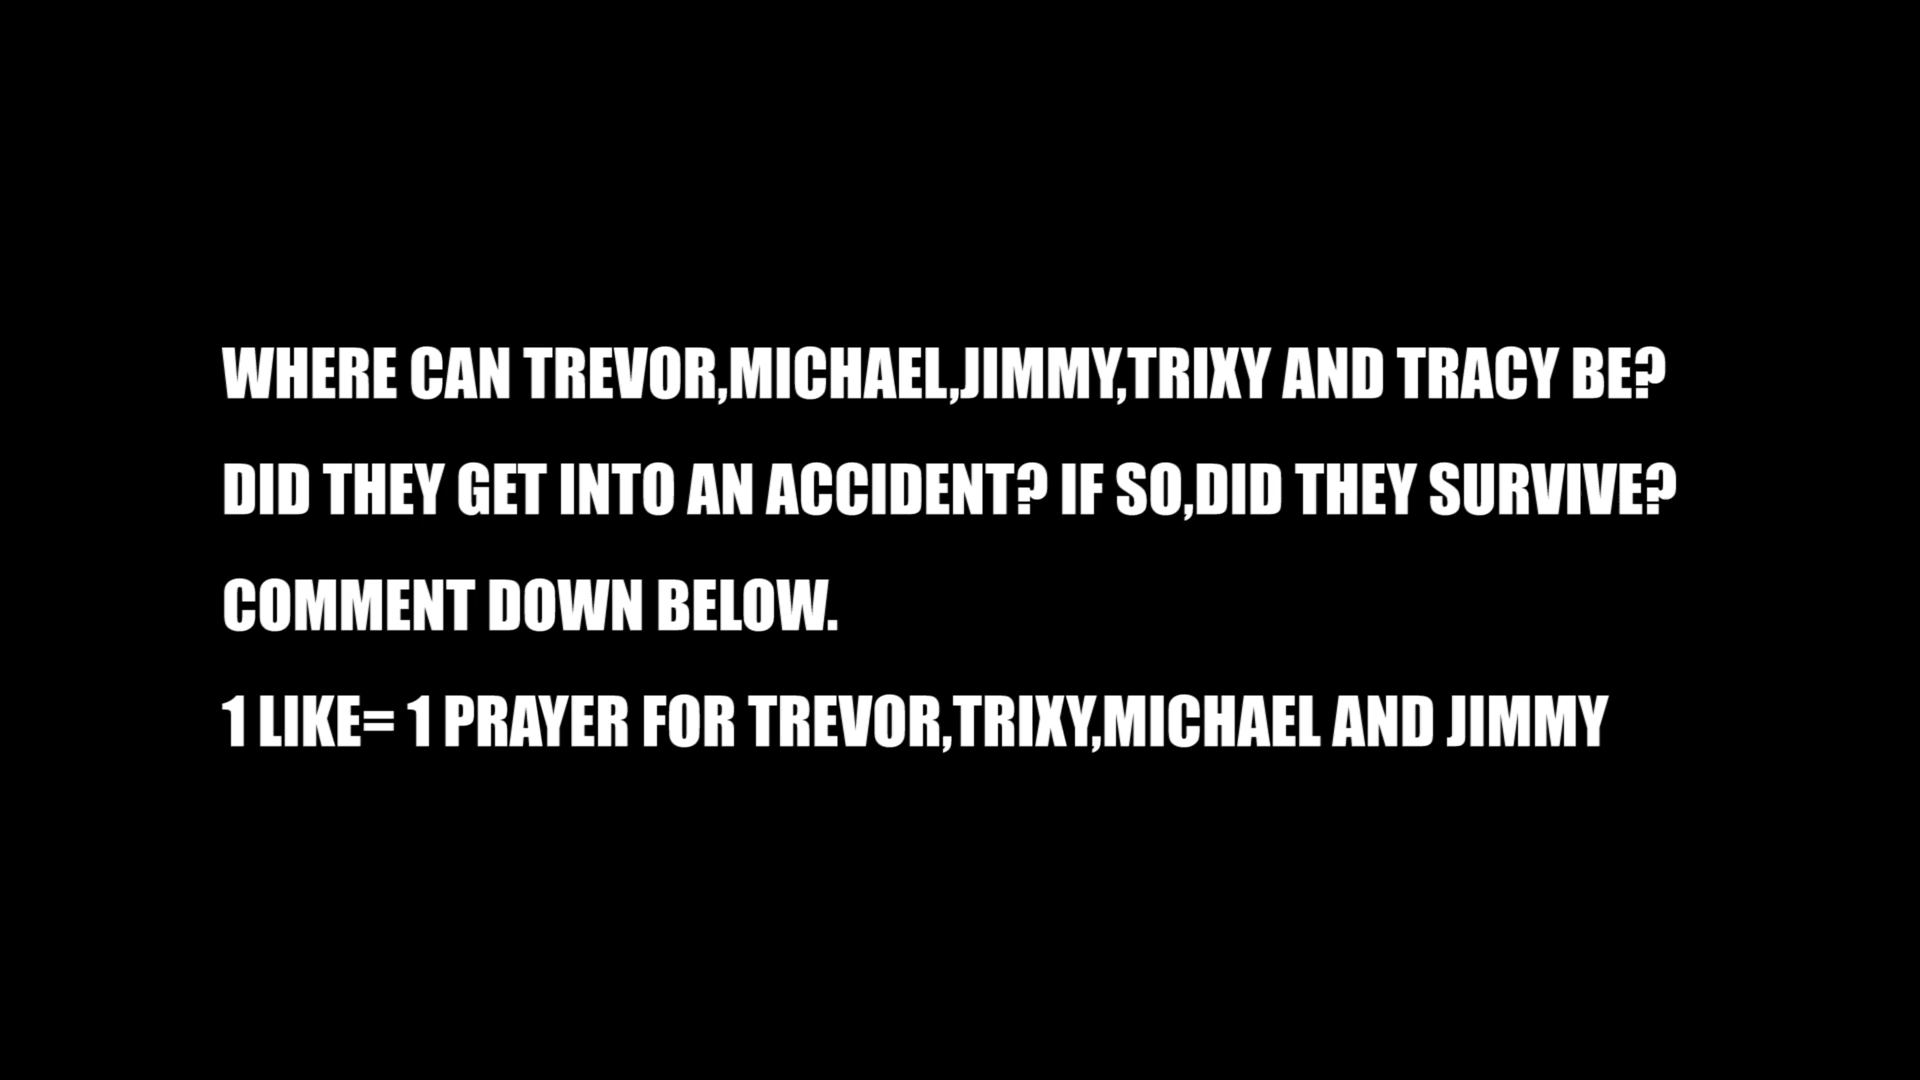 WHERE CAN TREVOR,MICHAEL,JIMMY,TRIXY AND TRACY BE?
DID THEY GET INTO AN ACCIDENT? IF SO,DID THEY SURVIVE?
COMMENT DOWN BELOW.
1 LIKE= 1 PRAYER FOR TREVOR,TRIXY,MICHAEL AND JIMMY